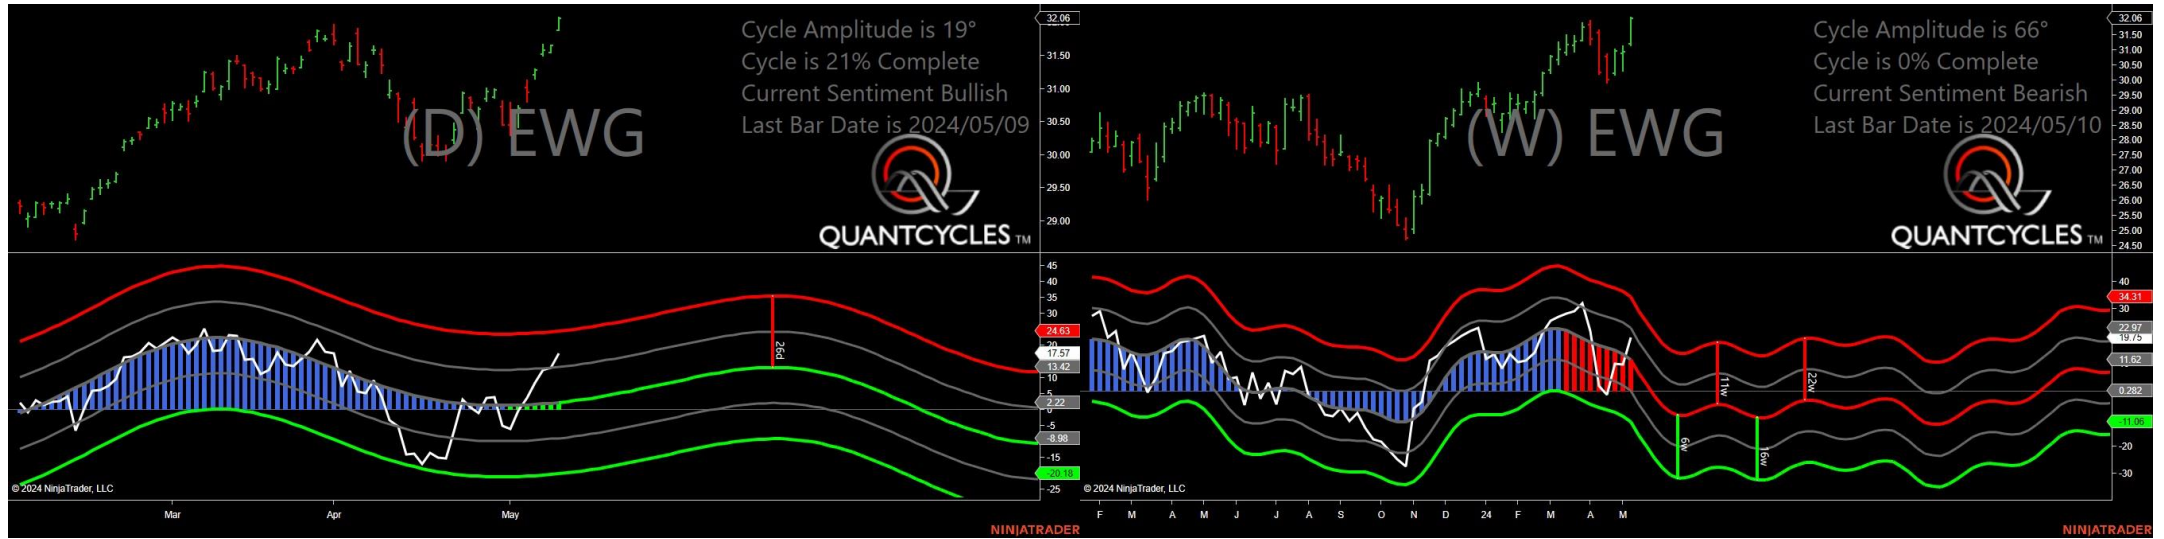 Cycle Amplitude is 19°
Cycle is 21% Complete
Current Sentiment Bullish
Last Bar Date is 2024/05/09
(D) EWG
QUANTCYCLES TM
32.06
31.50
31.00
30.50
30.00
29.50
29.00
45
40
35
30
24.63
20
17.57
13.42
10
5
2.22
0
-5
-8.98
-15
-20.18
-25
26d
© 2024 NinjaTrader, LLC
Mar Apr May
NINJATRADER
Cycle Amplitude is 66°
Cycle is 0% Complete
Current Sentiment Bearish
Last Bar Date is 2024/05/10
(W) EWG
QUANTCYCLES TM
32.06
31.50
31.00
30.50
30.00
29.50
29.00
28.50
28.00
27.50
27.00
26.50
26.00
25.50
25.00
24.50
40
34.31
30
22.97
19.75
11.62
0.282
-11.06
-20
-30
6w
11w
16w
22w
© 2024 NinjaTrader, LLC
F M A M J J A S O N D 24 F M A M
NINJATRADER